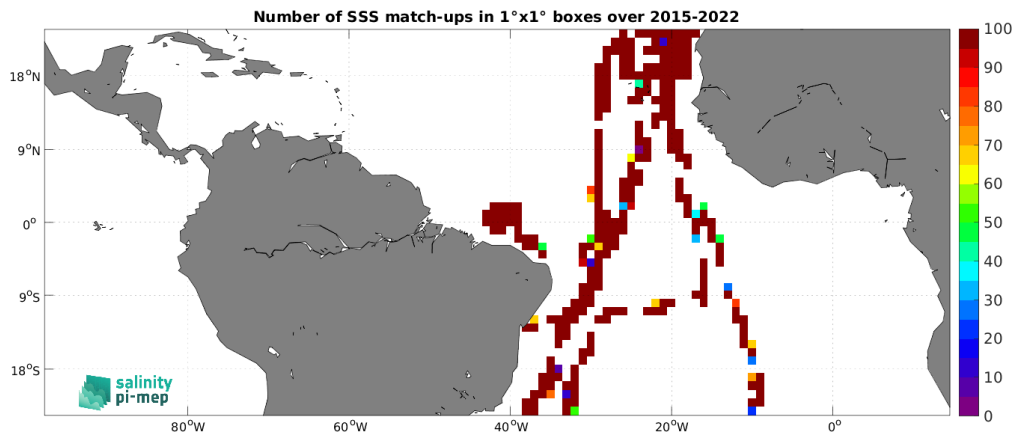 Number of SSS match-ups in 1°x1° boxes over 2015-2022
18°N
9°N
0°
9°S
18°S
80°W
60°W
40°W
20°W
0°
100
90
80
70
60
50
40
30
20
10
0
salinity
pi-mep